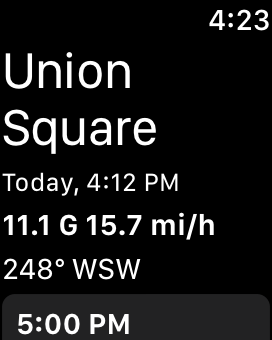 4:23
Union
Square
Today, 4:12 PM
11.1 G 15.7 mi/h
248° WSW
5:00 PM